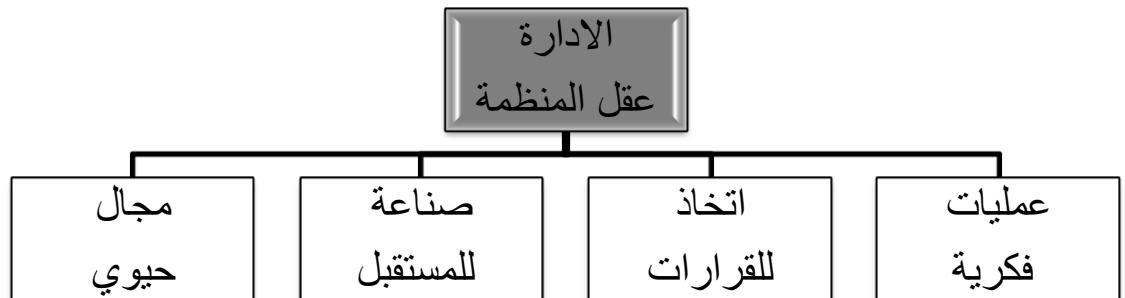 الادارة
عقل المنظمة
عمليات
فكرية
اتخاذ
للقرارات
صناعة
للمستقبل
مجال
حيوي